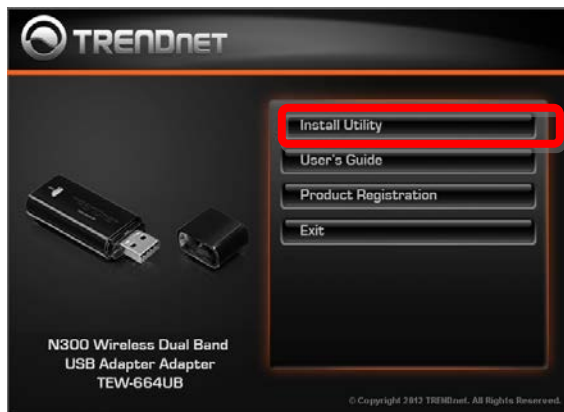 TRENDNET
Install Utility
User's Guide
Product Registration
Exit
N300 Wireless Dual Band
USB Adapter Adapter
TEW-664UB
© Copyright 2012 TRENDnet. All Rights Reserved.